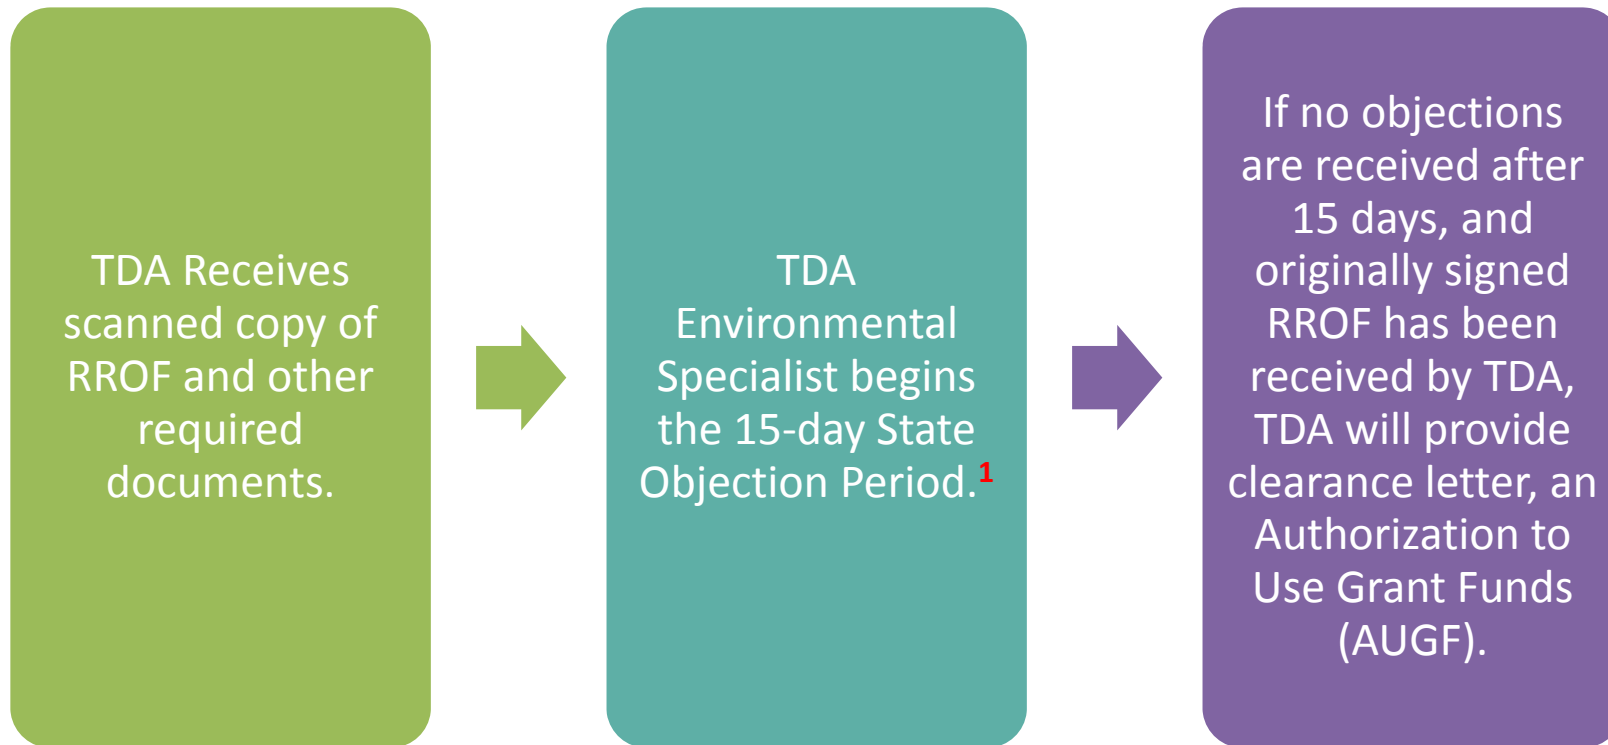 TDA Receives
scanned copy of
RROF and other
required
documents.
TDA
Environmental
Specialist begins
the 15-day State
Objection Period.1
If no objections
are received after
15 days, and
originally signed
RROF has been
received by TDA,
TDA will provide
clearance letter, an
Authorization to
Use Grant Funds
(AUGF).